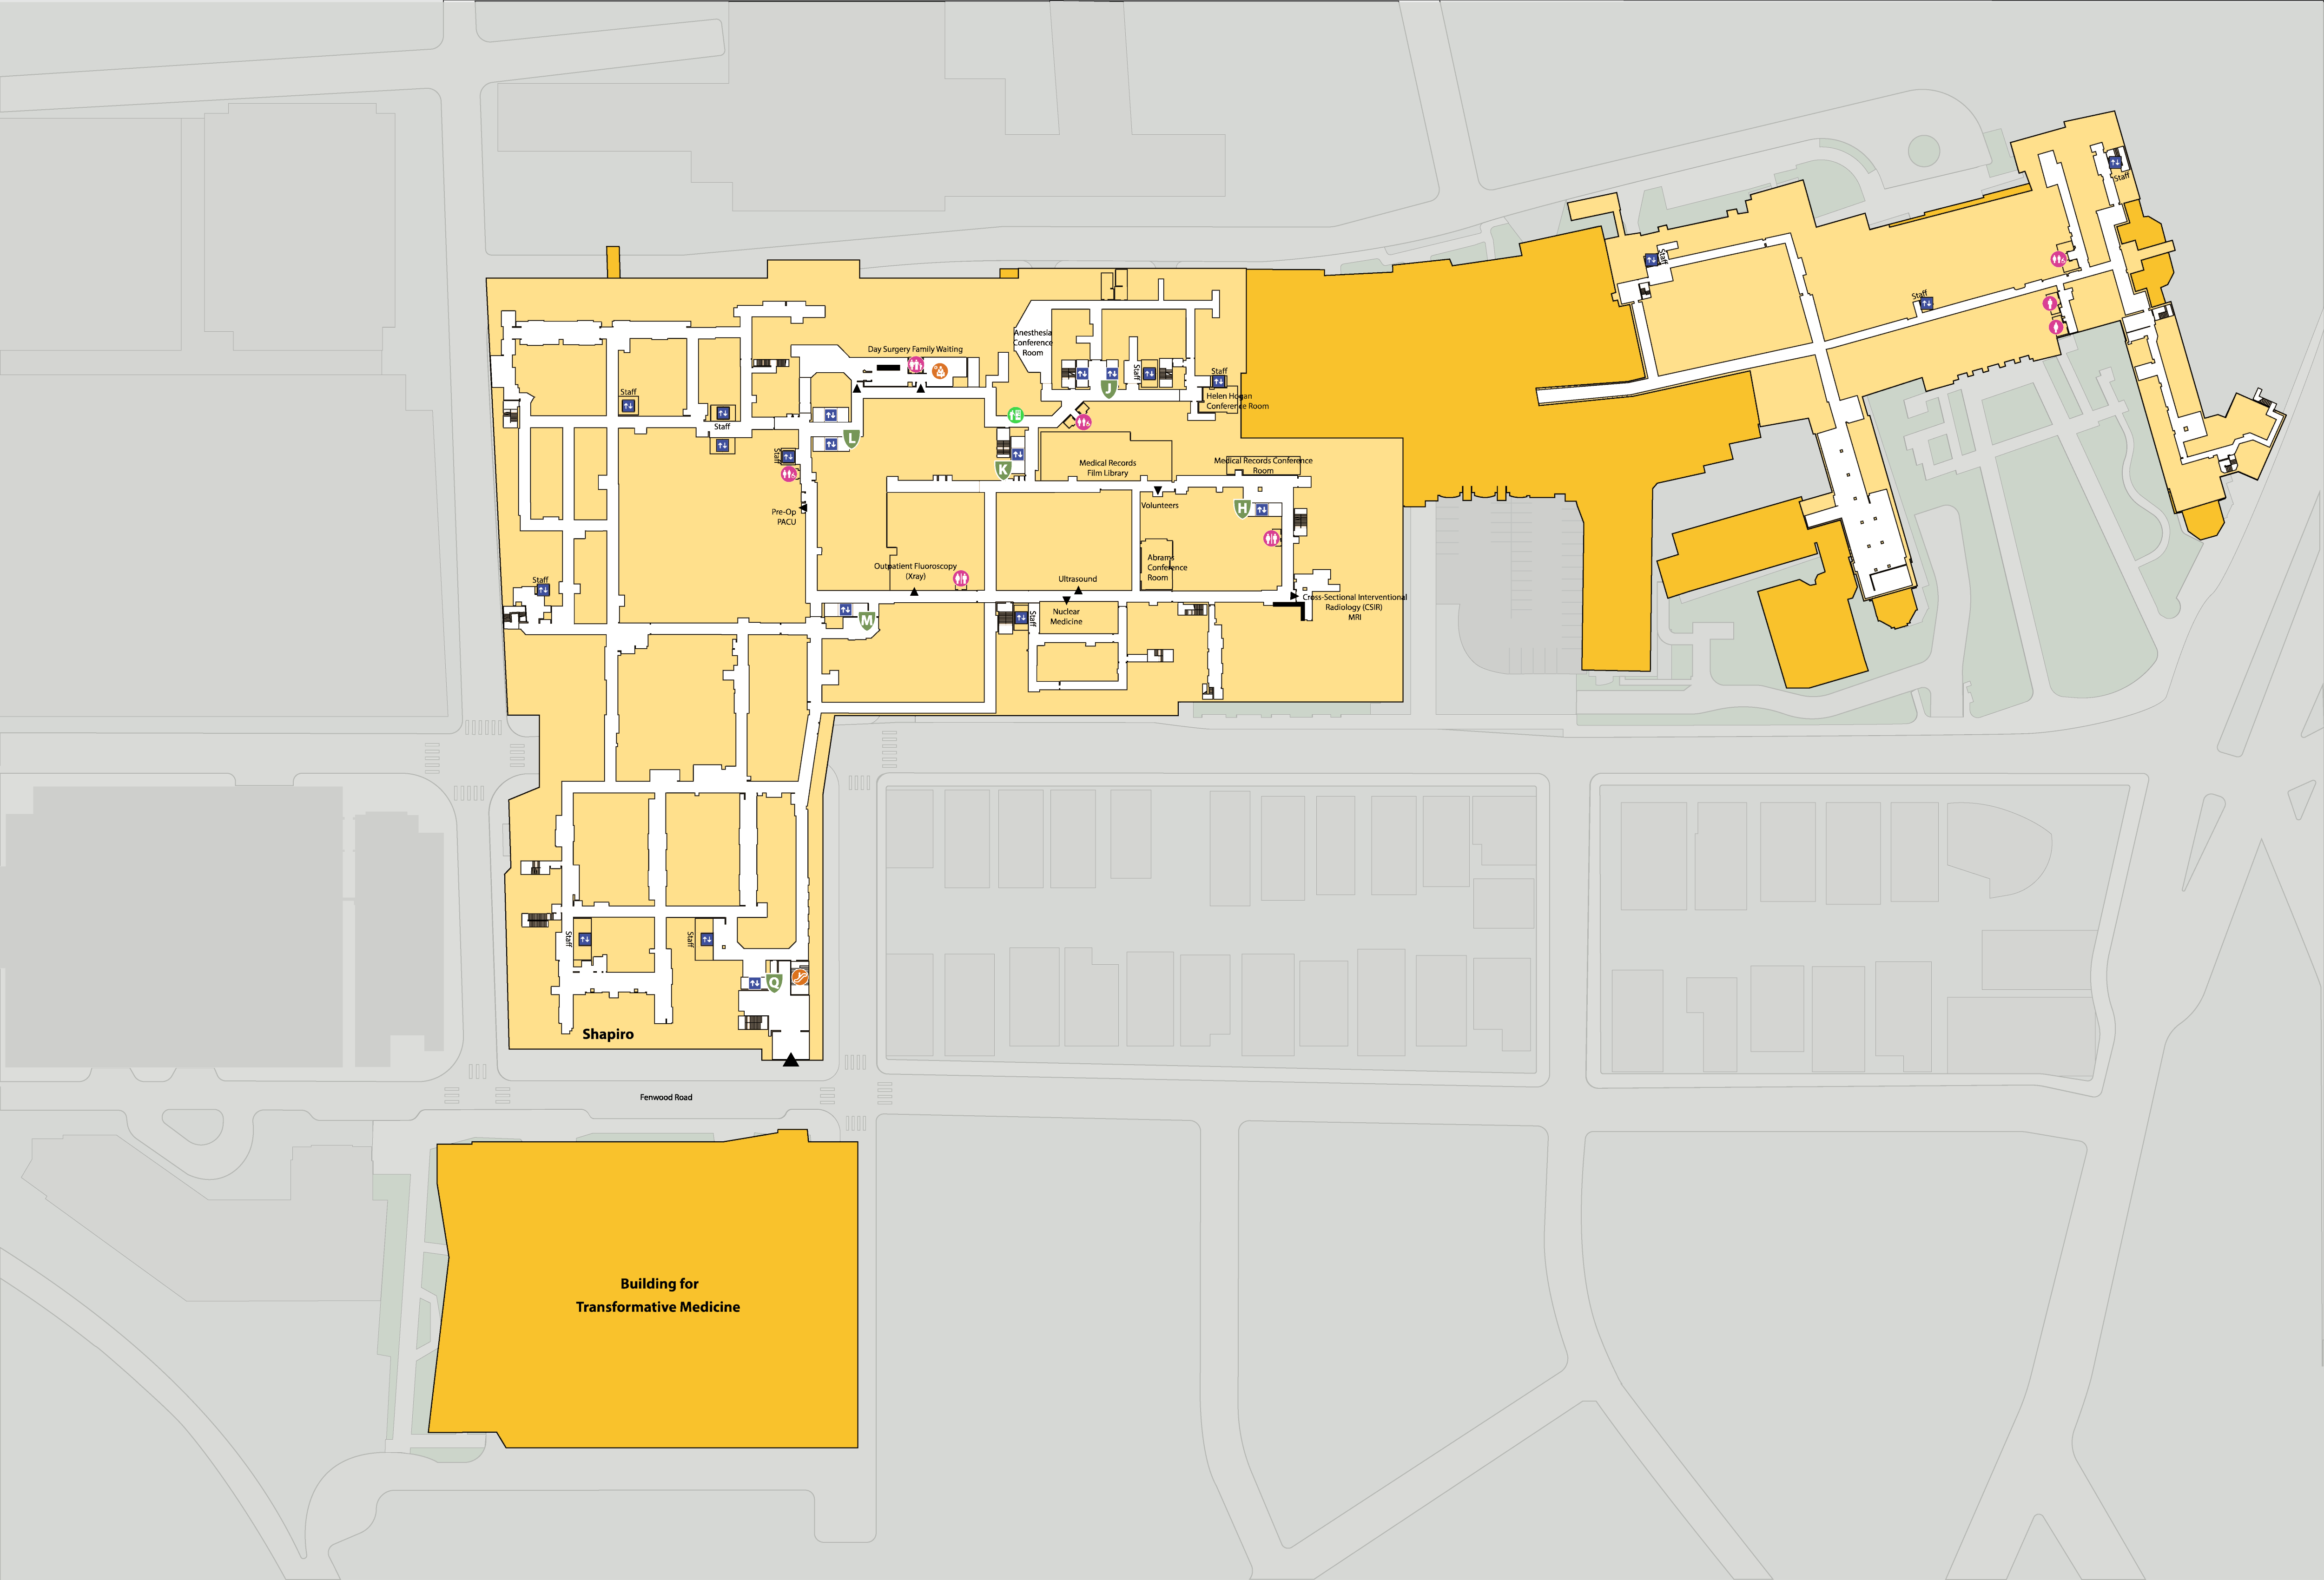 Staff
Staff
Staff
Anesthesia
Conference
Room
Day Surgery Family Waiting
Staff
Staff
Staff
J
Helen Hogan
Conference Room
Staff
L
Staff
K
Medical Records
Film Library
Medical Records Conference
Room
Pre-Op
PACU
Volunteers
H
Outpatient Fluoroscopy
(Xray)
Abrams
Conference
Room
Ultrasound
Staff
Nuclear
Medicine
Staff
Cross-Sectional Interventional
Radiology (CSIR)
MRI
M
Staff
Staff
Q
Shapiro
Fenwood Road
Building for
Transformative Medicine